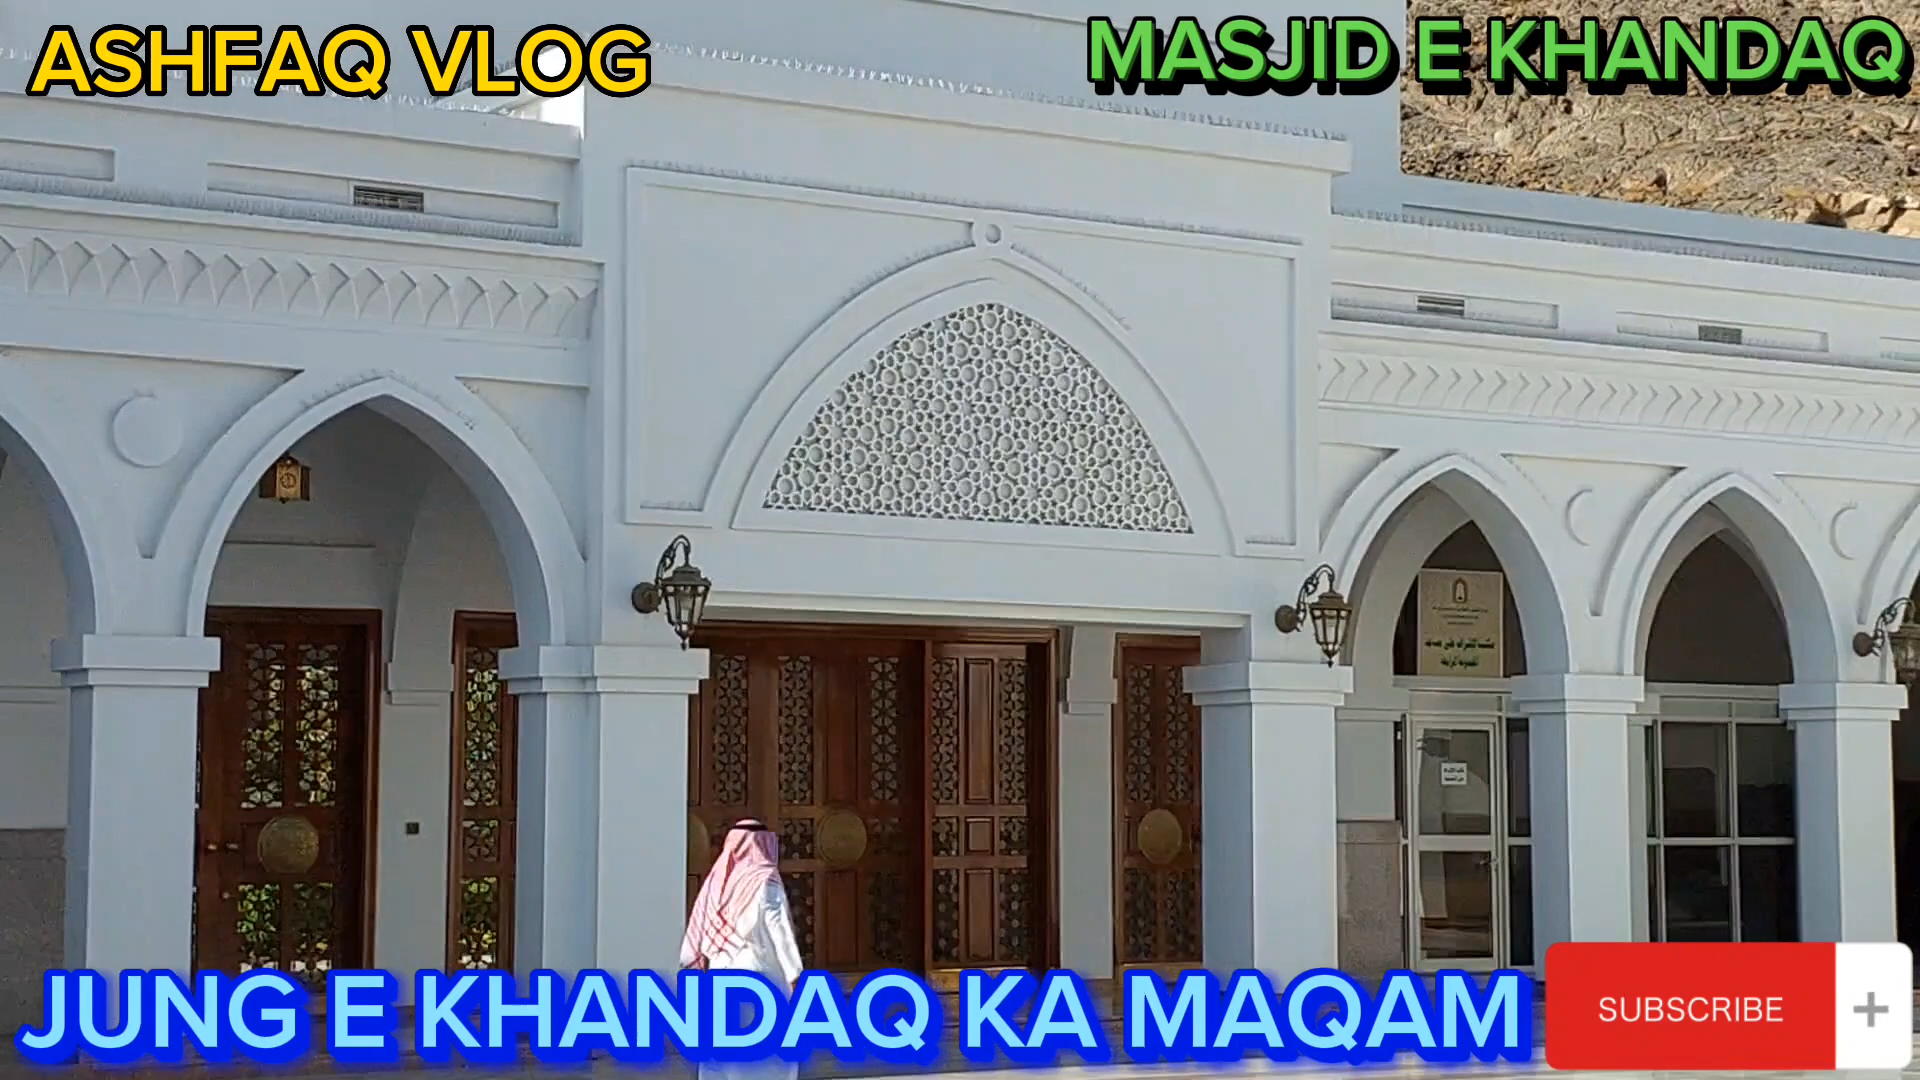 ASHFAQ VLOG
MASJID E KHANDAQ
JUNG E KHANDAQ KA MAQAM
SUBSCRIBE